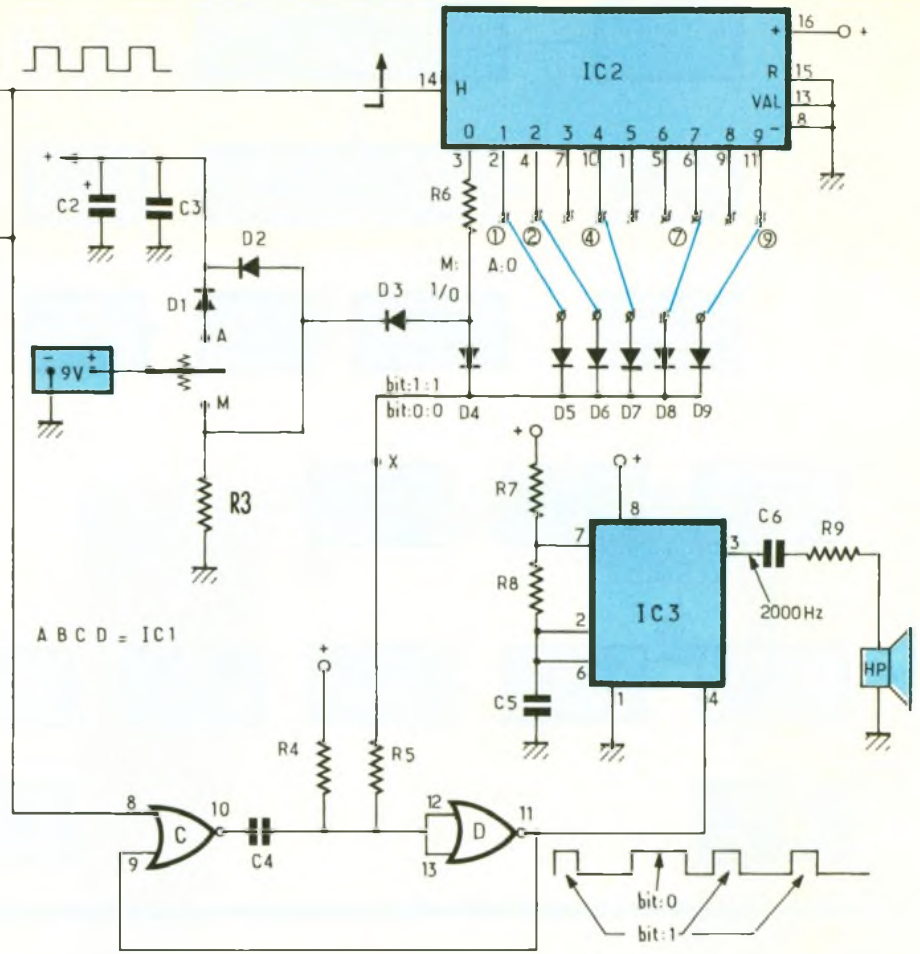 16 +
+
IC2
15
R
14 H
13
VAL
8
-
0 1 2 3 4 5 6 7 8 9
3 2 4 7 10 1 5 6 9 11
+
+
C2
C3
R6
① ② ④ ⑦ ⑨
D2
M: A:0
1/0
D3
D1
A
- +
9V
M
bit:1:1
bit:0:0
D4
D5 D6 D7 D8 D9
+
X
+
R3
R7
8
C6
R9
7
3
R8
IC3
2000Hz
A B C D = IC1
2
+
6
HP
C5
1
4
R4
R5
8
10
12
11
C
D
9
C4
13
bit:0
bit:1